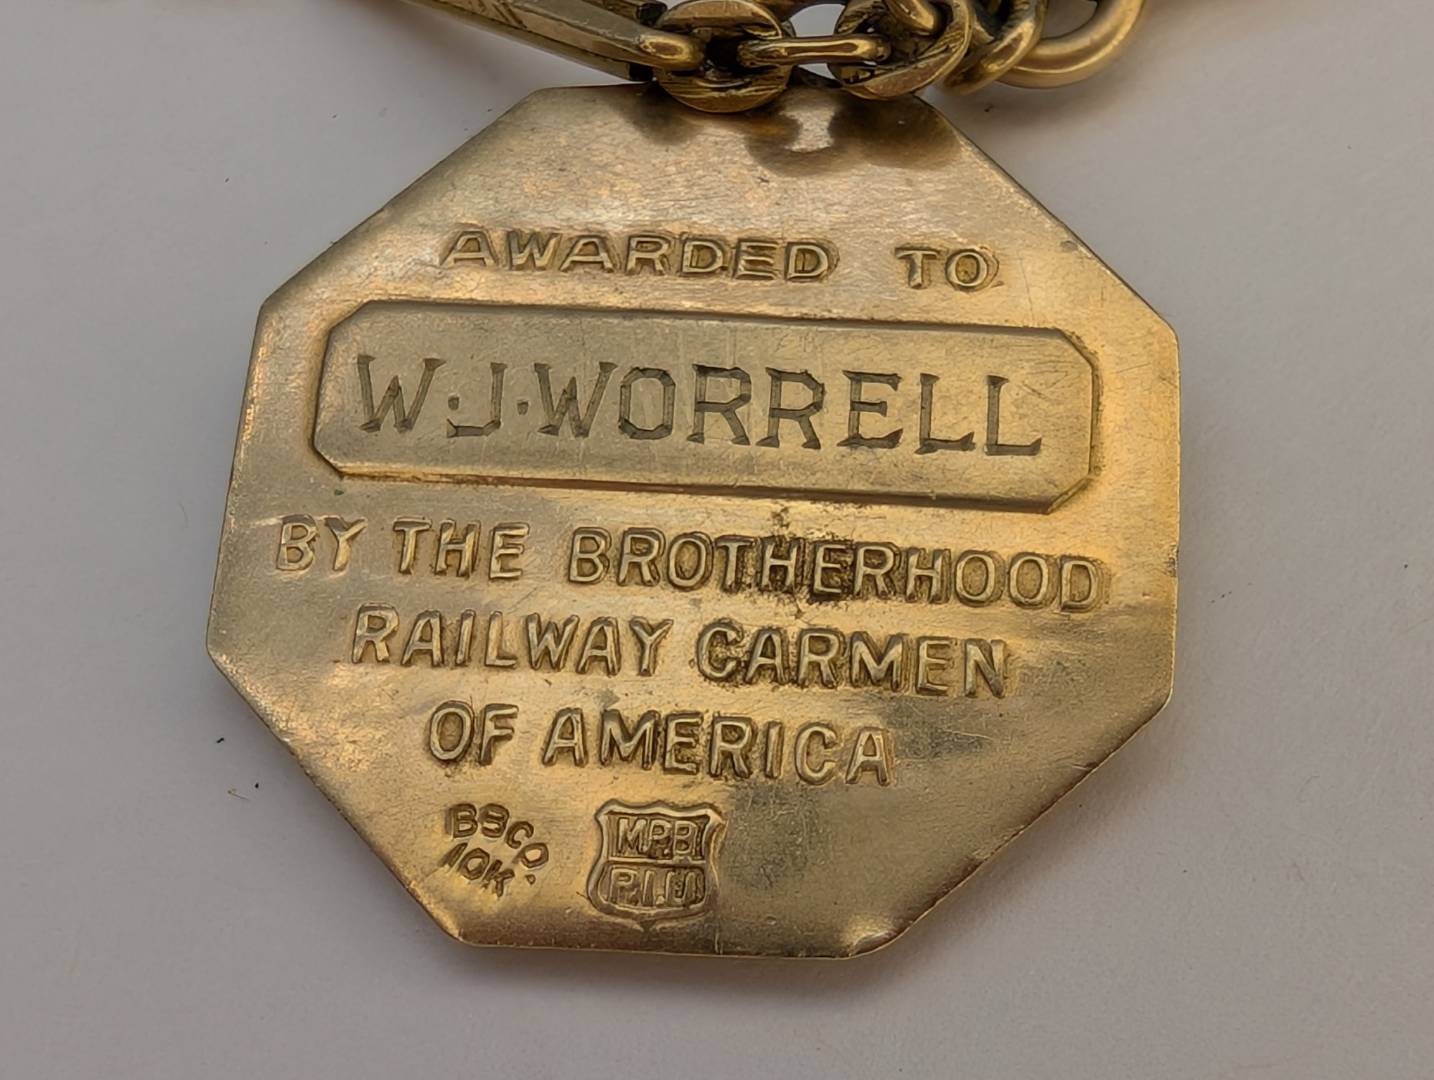 AWARDED TO
W·J·WORRELL
BY THE BROTHERHOOD
RAILWAY CARMEN
OF AMERICA
BBCO.
10K
M.P.B
P.I.U